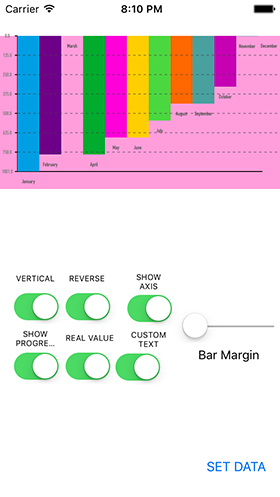 Carrier 8:10 PM
0.0
March
November December
125.0
250.0
375.0
October
500.0
August September
625.0
July
May June
750.0
February April
1001.0
January
VERTICAL REVERSE SHOW
AXIS
SHOW
PROGRE... REAL VALUE CUSTOM
TEXT
Bar Margin
SET DATA